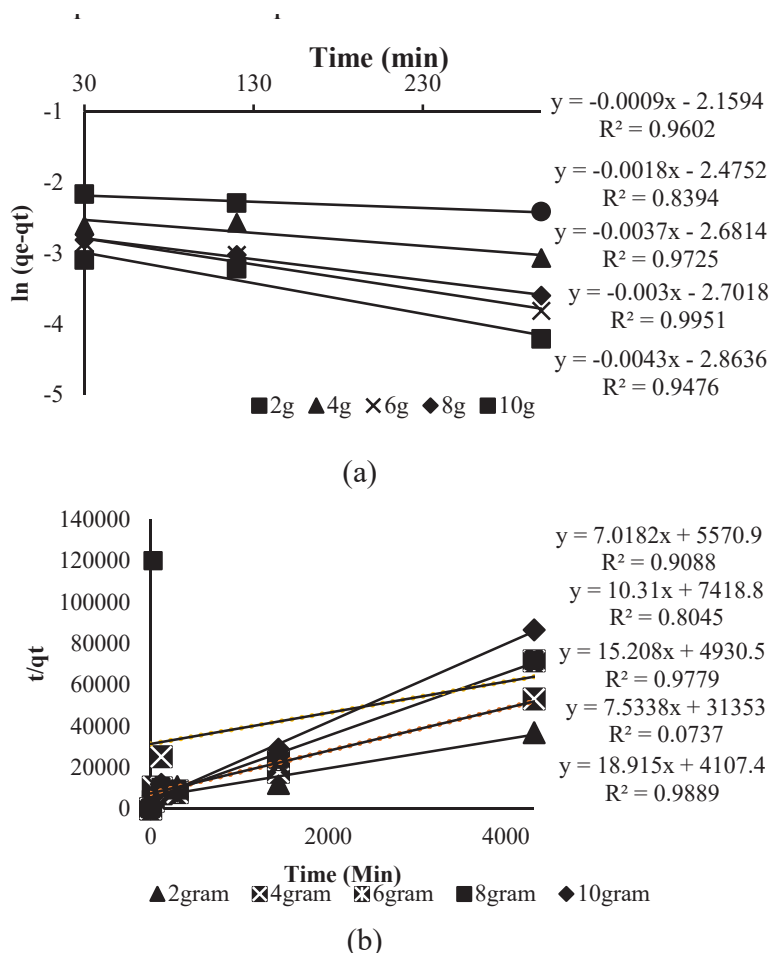 Time (min)
30 130 230
-1
-2
-3
-4
-5
ln (qe-qt)
y = -0.0009x - 2.1594
R² = 0.9602
y = -0.0018x - 2.4752
R² = 0.8394
y = -0.0037x - 2.6814
R² = 0.9725
y = -0.003x - 2.7018
R² = 0.9951
y = -0.0043x - 2.8636
R² = 0.9476
2g 4g 6g 8g 10g
(a)
140000
120000
100000
80000
60000
40000
20000
0
t/qt
0 2000 4000
Time (Min)
y = 7.0182x + 5570.9
R² = 0.9088
y = 10.31x + 7418.8
R² = 0.8045
y = 15.208x + 4930.5
R² = 0.9779
y = 7.5338x + 31353
R² = 0.0737
y = 18.915x + 4107.4
R² = 0.9889
2gram 4gram 6gram 8gram 10gram
(b)